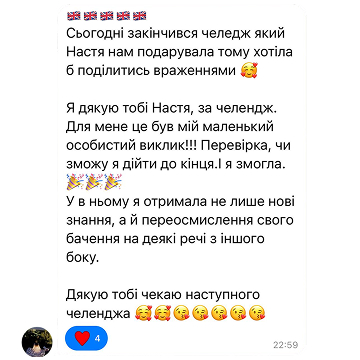 🇬🇧🇬🇧🇬🇧🇬🇧🇬🇧
Сьогодні закінчився челедж який
Настя нам подарувала тому хотіла
б поділитись враженнями 🥰
Я дякую тобі Настя, за челендж.
Для мене це був мій маленький
особистий виклик!!! Перевірка, чи
зможу я дійти до кінця.І я змогла.
🎉🎉🎉
У в ньому я отримала не лише нові
знання, а й переосмислення свого
бачення на деякі речі з іншого
боку.
Дякую тобі чекаю наступного
челенджа 🥰🥰😘😘😘😘😘
❤️ 4
22:59